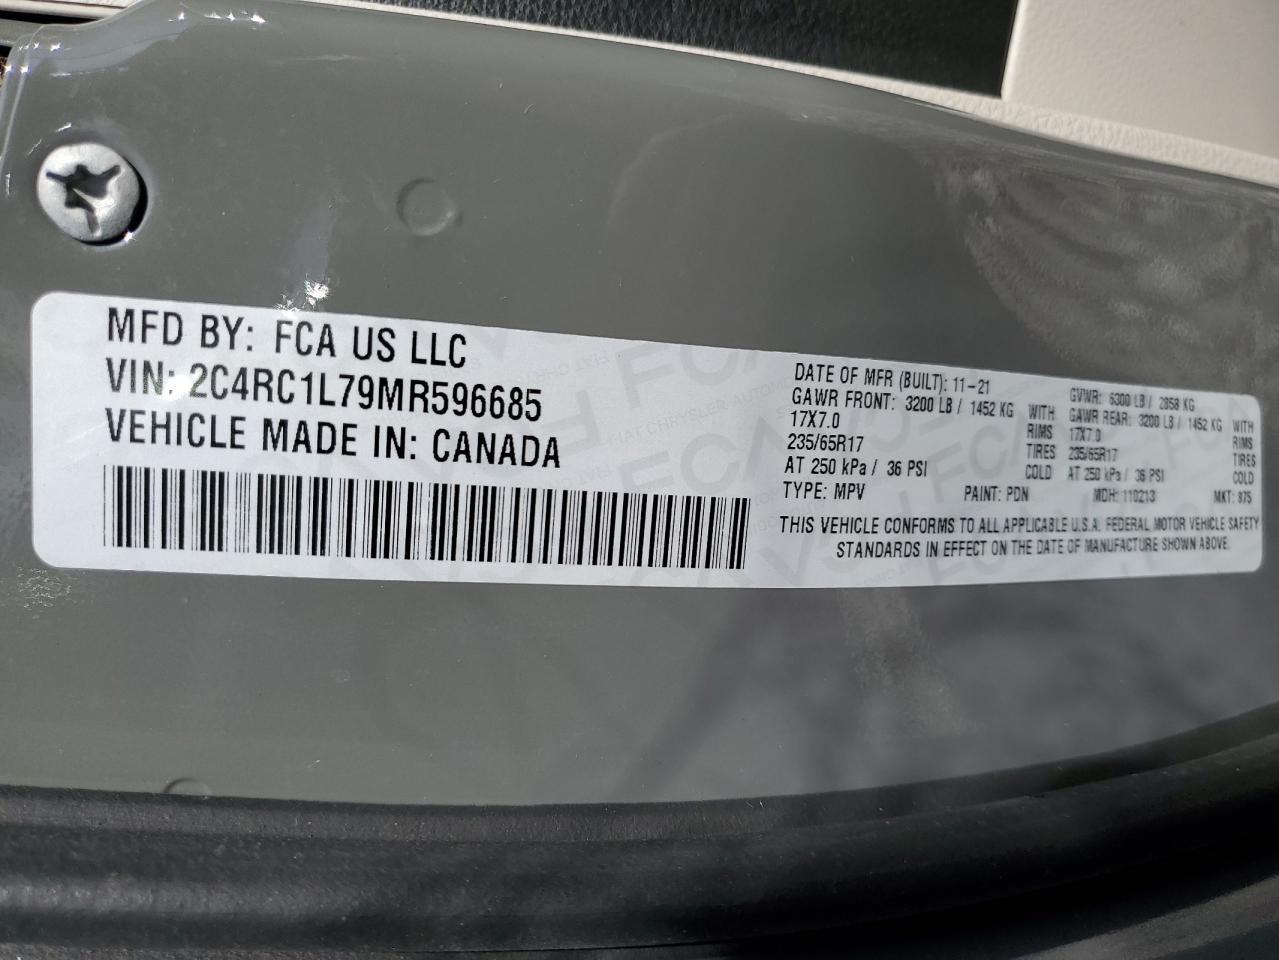 MFD BY: FCA US LLC
VIN: 2C4RC1L79MR596685
VEHICLE MADE IN: CANADA
DATE OF MFR (BUILT): 11-21 GVWR: 6300 LB / 2858 KG
GAWR FRONT: 3200 LB / 1452 KG WITH GAWR REAR: 3200 LB / 1452 KG WITH
17X7.0 RIMS 17X7.0 RIMS
235/65R17 TIRES 235/65R17 TIRES
AT 250 kPa / 36 PSI COLD AT 250 kPa / 36 PSI COLD
TYPE: MPV PAINT: PDN MDH: 110213 MKT: 875
THIS VEHICLE CONFORMS TO ALL APPLICABLE U.S.A. FEDERAL MOTOR VEHICLE SAFETY
STANDARDS IN EFFECT ON THE DATE OF MANUFACTURE SHOWN ABOVE.